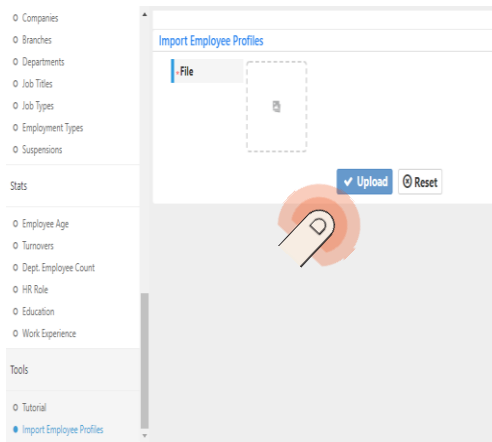 Companies
Branches
Departments
Job Titles
Job Types
Employment Types
Suspensions
Stats
Employee Age
Turnovers
Dept. Employee Count
HR Role
Education
Work Experience
Tools
Tutorial
Import Employee Profiles
Import Employee Profiles
*File
Upload
Reset